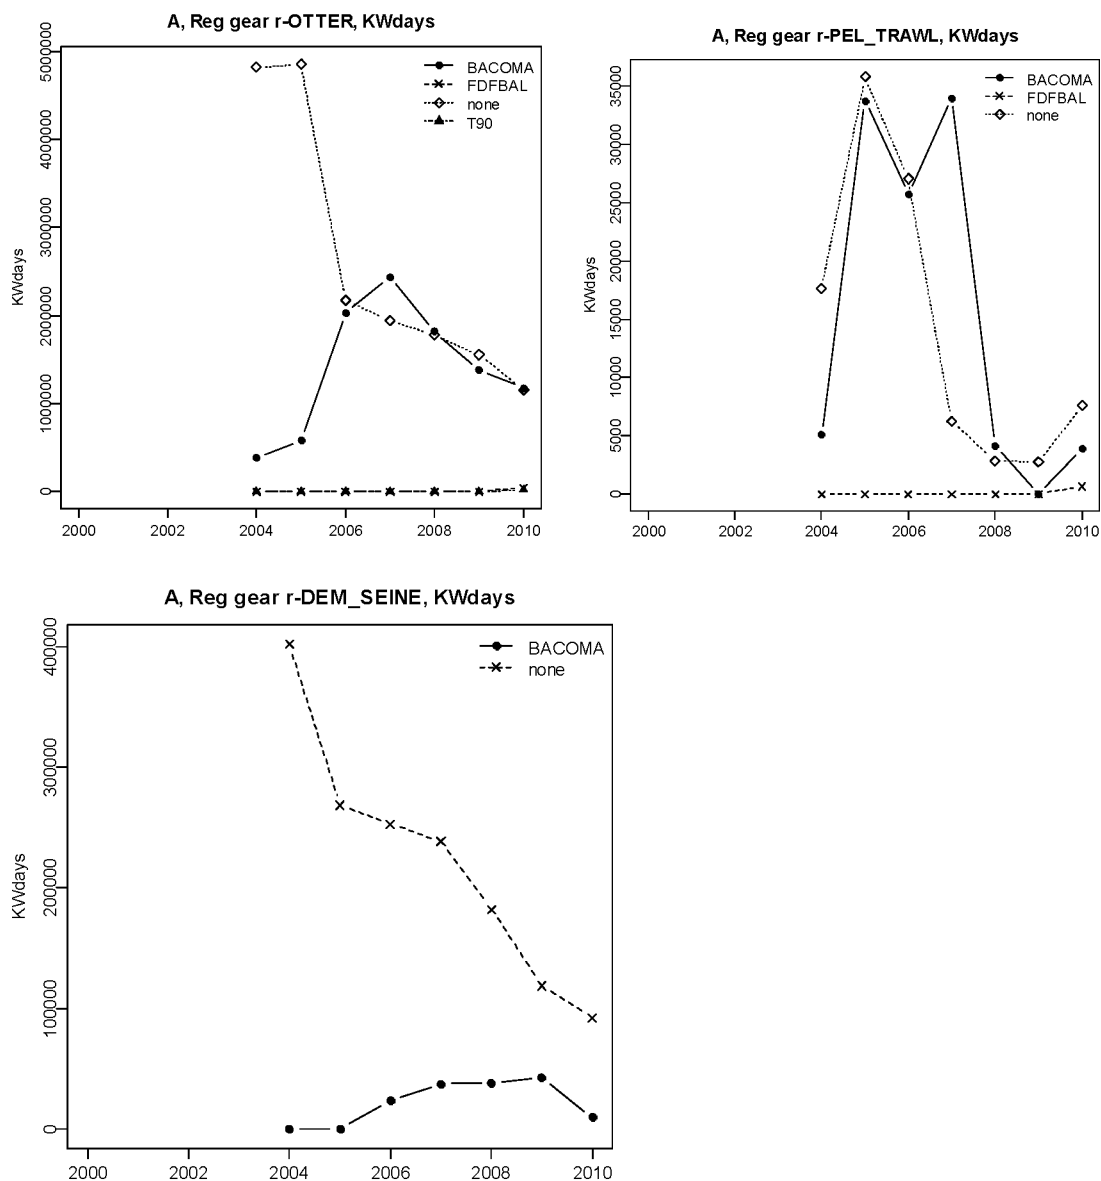 A, Reg gear r-OTTER, KWdays
KWdays
5000000
4000000
3000000
2000000
1000000
0
2000 2002 2004 2006 2008 2010
BACOMA
FDFBAL
none
T90
A, Reg gear r-PEL_TRAWL, KWdays
KWdays
35000
30000
25000
20000
15000
10000
5000
0
2000 2002 2004 2006 2008 2010
BACOMA
FDFBAL
none
A, Reg gear r-DEM_SEINE, KWdays
KWdays
400000
300000
200000
100000
0
2000 2002 2004 2006 2008 2010
BACOMA
none